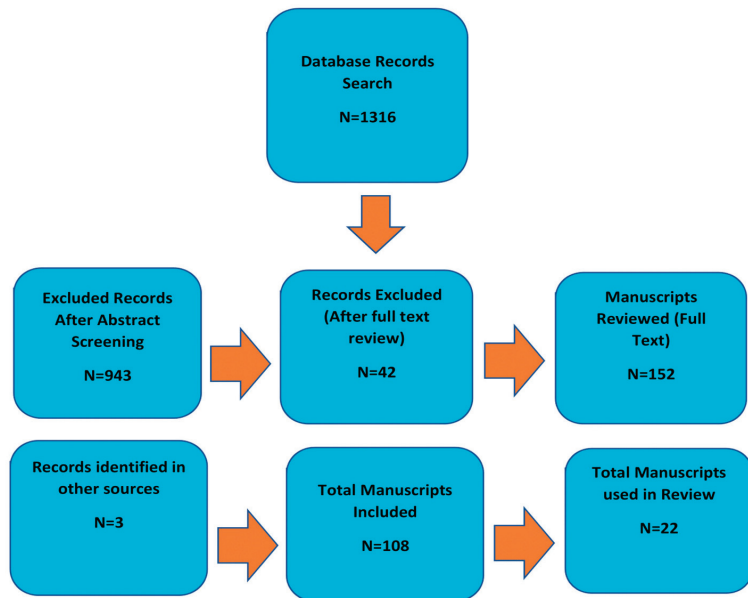 Database Records
Search
N=1316
Excluded Records
After Abstract
Screening
N=943
Records Excluded
(After full text
review)
N=42
Manuscripts
Reviewed (Full
Text)
N=152
Records identified in
other sources
N=3
Total Manuscripts
Included
N=108
Total Manuscripts
used in Review
N=22